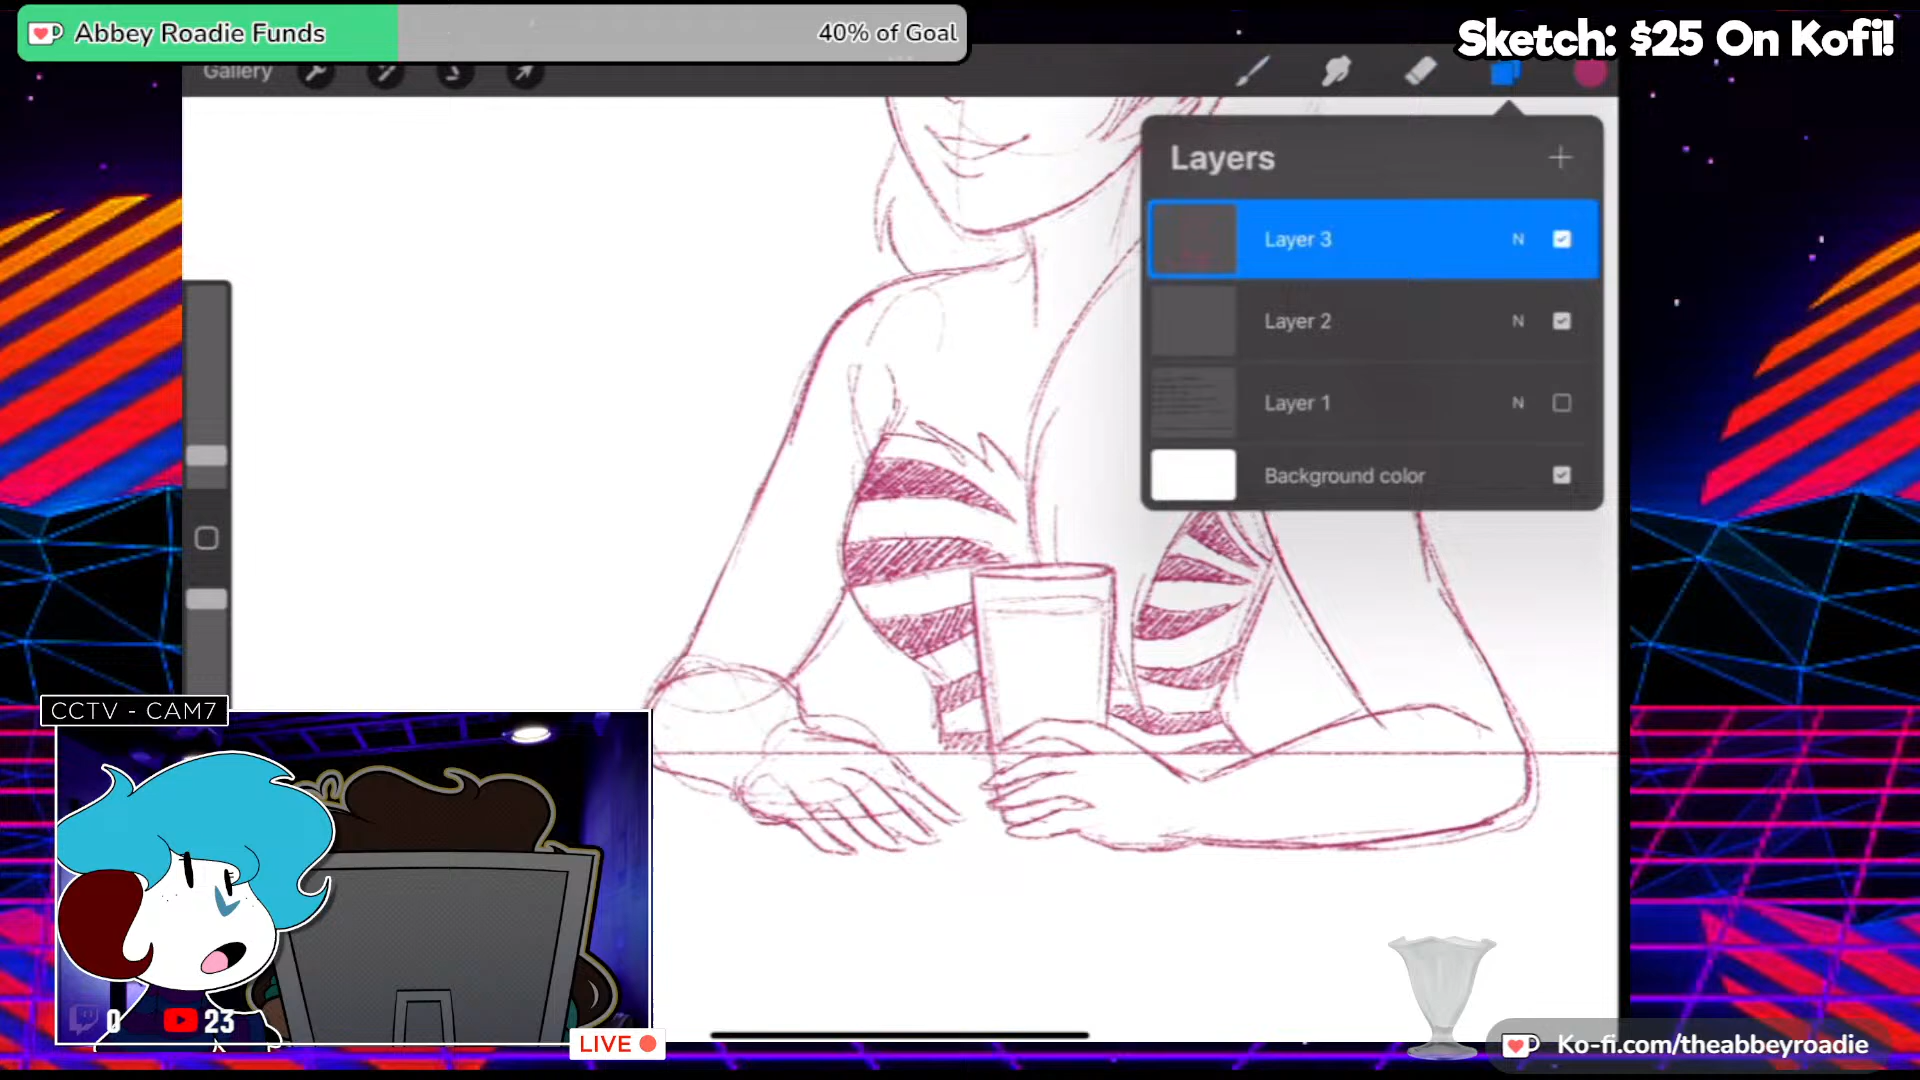 Abbey Roadie Funds
40% of Goal
Sketch: $25 On Kofi!
Gallery
Layers
Layer 3
N
Layer 2
N
Layer 1
N
Background color
CCTV - CAM7
0
23
LIVE
Ko-fi.com/theabbeyroadie